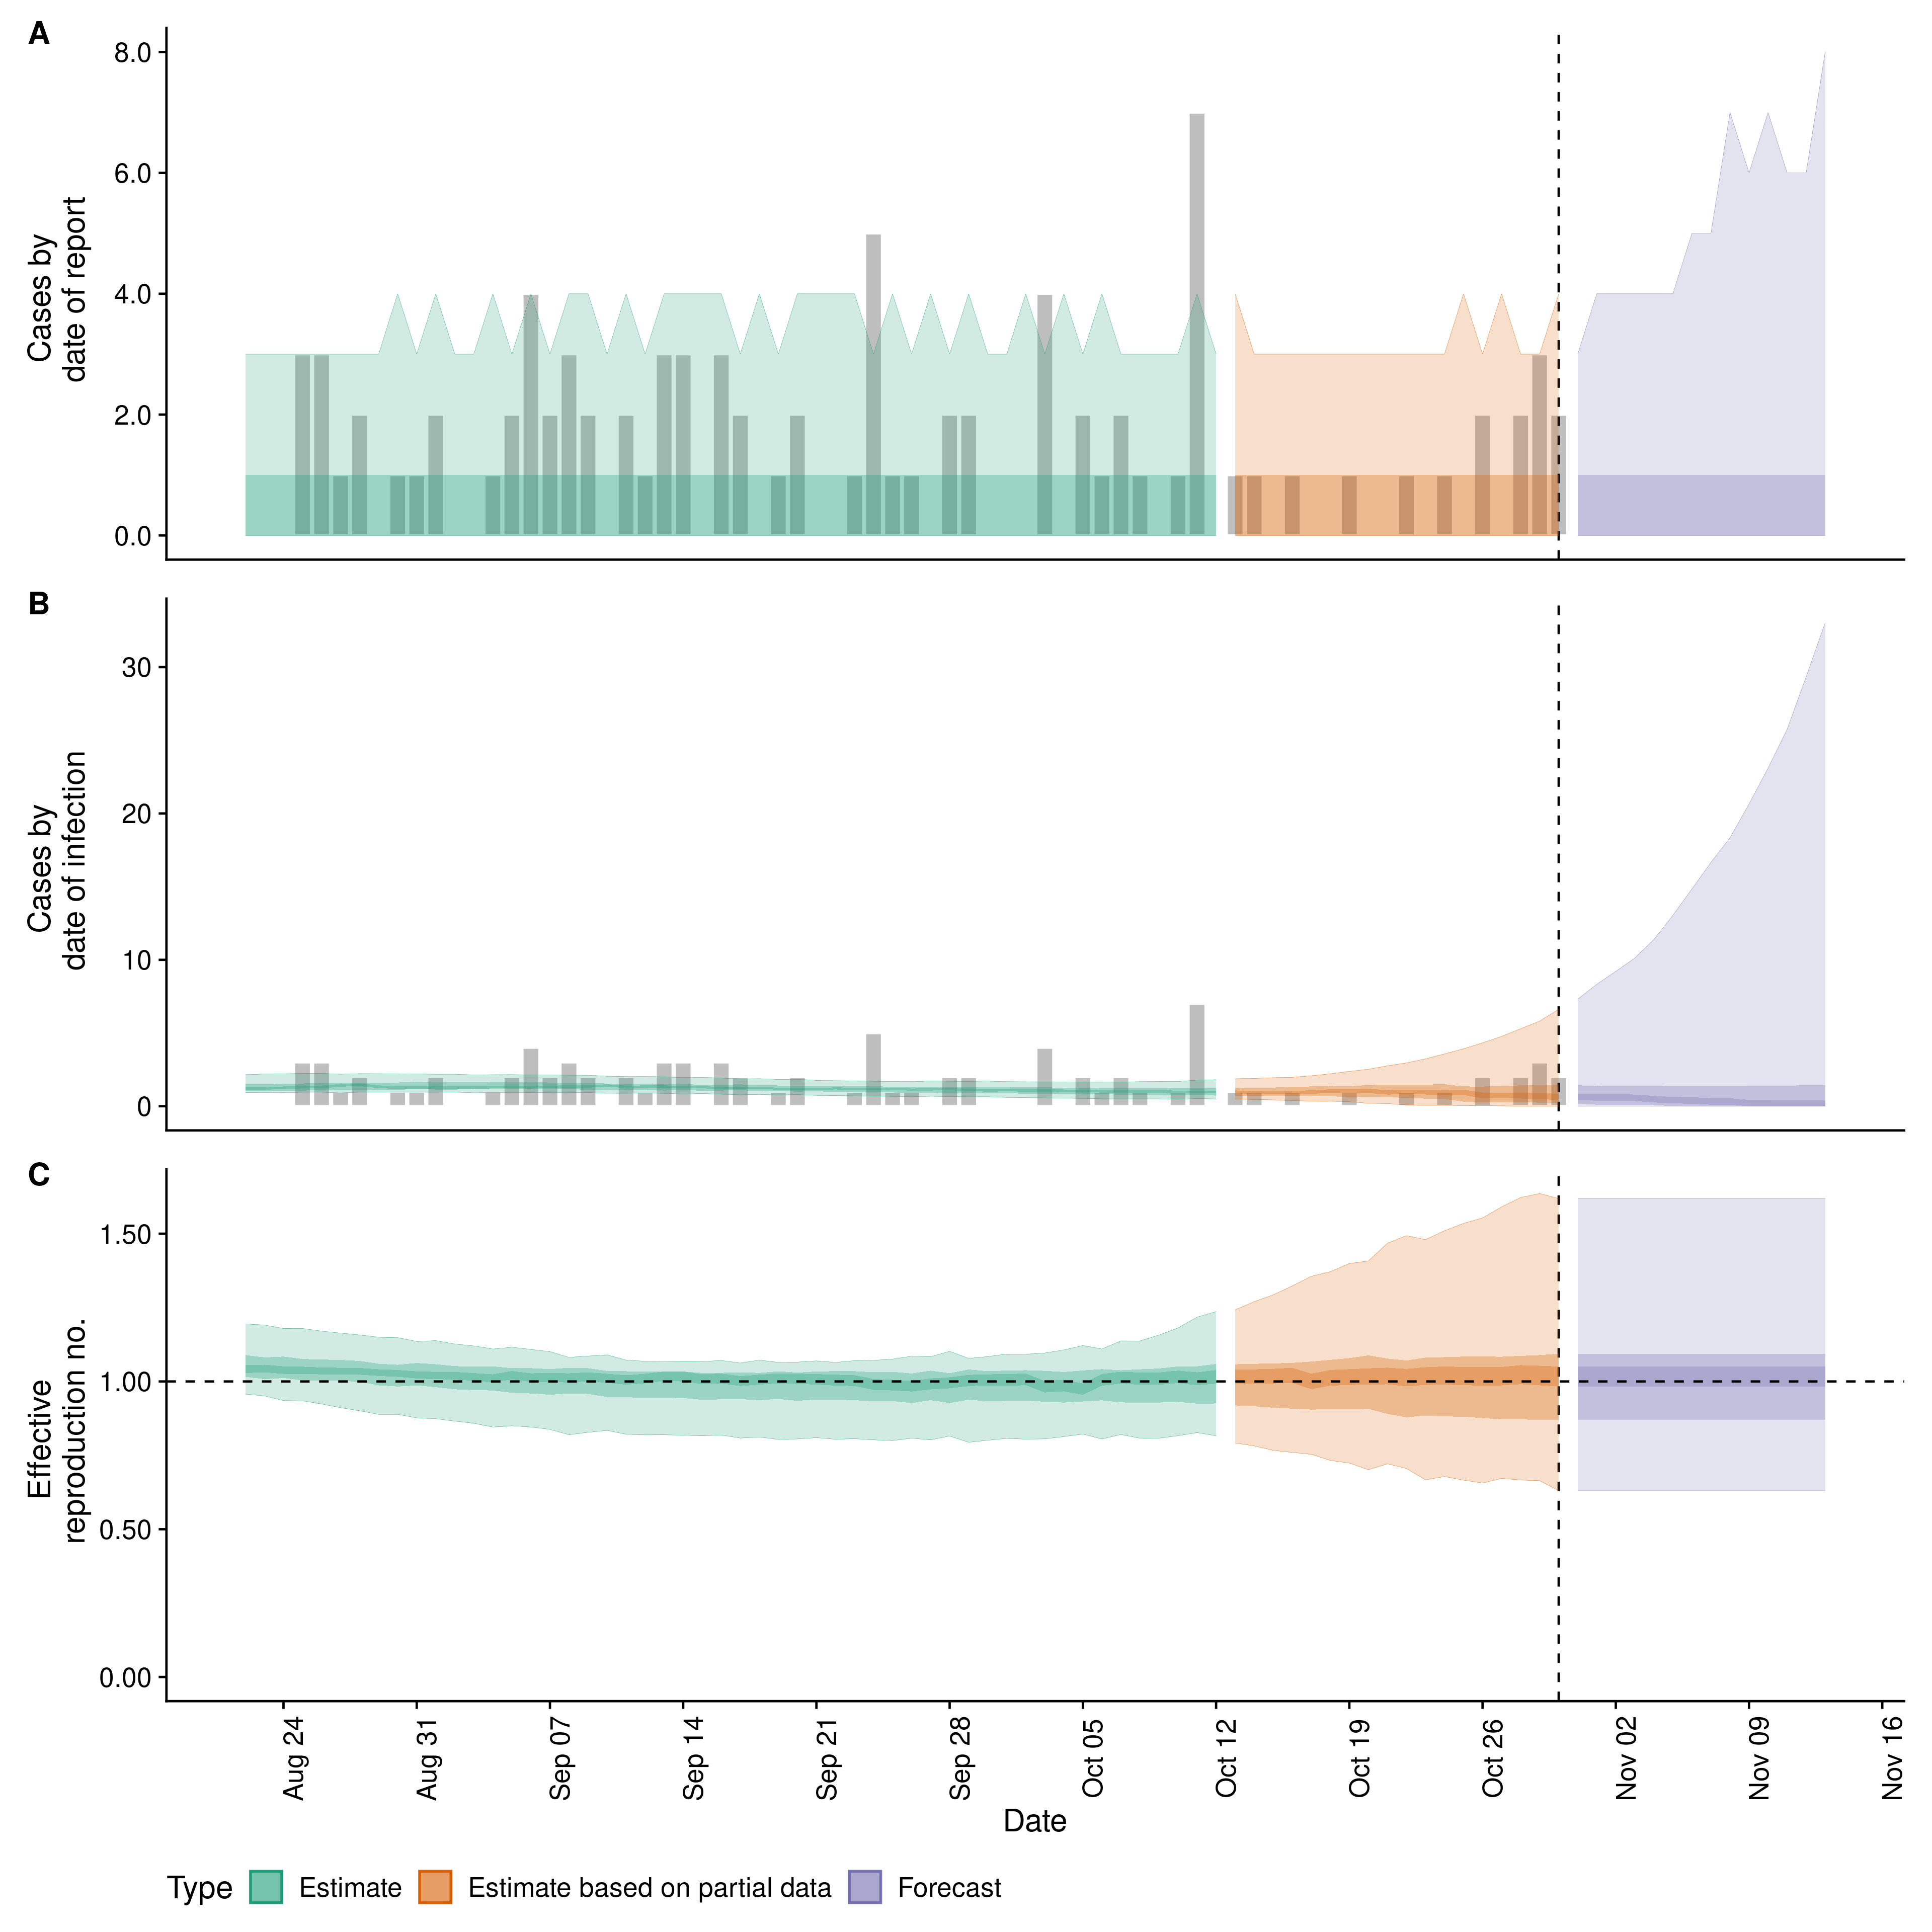 A
8.0
6.0
4.0
2.0
0.0
Cases by
date of report
B
30
20
10
0
Cases by
date of infection
C
1.50
1.00
0.50
0.00
Effective
reproduction no.
Aug 24
Aug 31
Sep 07
Sep 14
Sep 21
Sep 28
Oct 05
Oct 12
Oct 19
Oct 26
Nov 02
Nov 09
Nov 16
Date
Type Estimate Estimate based on partial data Forecast